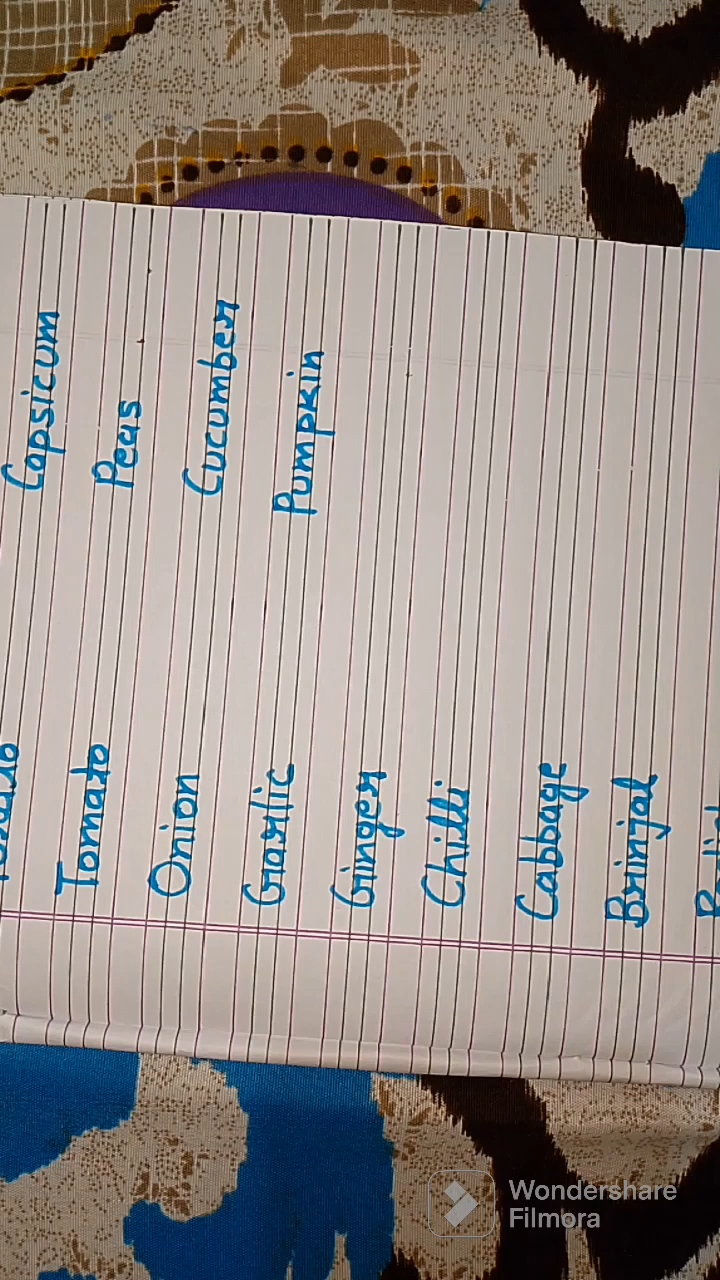 Tomato
Onion
Garlic
Ginger
Chilli
Cabbage
Brinjal
Capsicum
Peas
Cucumber
Pumpkin
Wondershare
Filmora